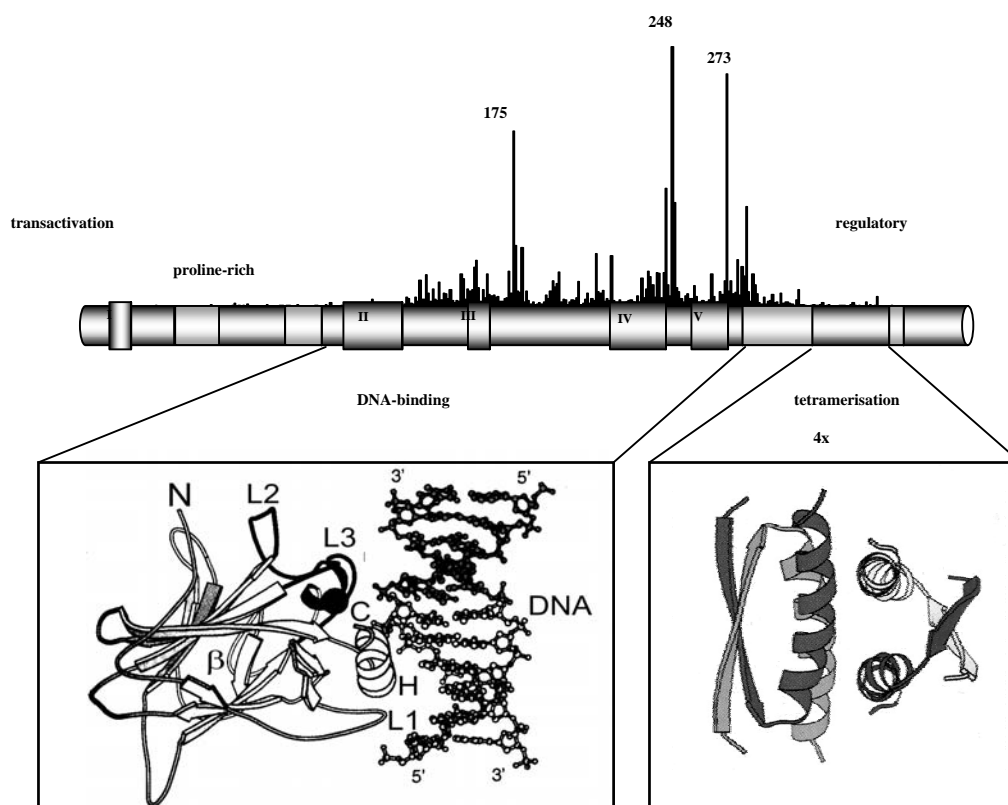 248
273
175
transactivation
regulatory
proline-rich
I
II
III
IV
V
DNA-binding
tetramerisation
4x
3' 5'
N
L2
L3
C
DNA
β
H
L1
5' 3'